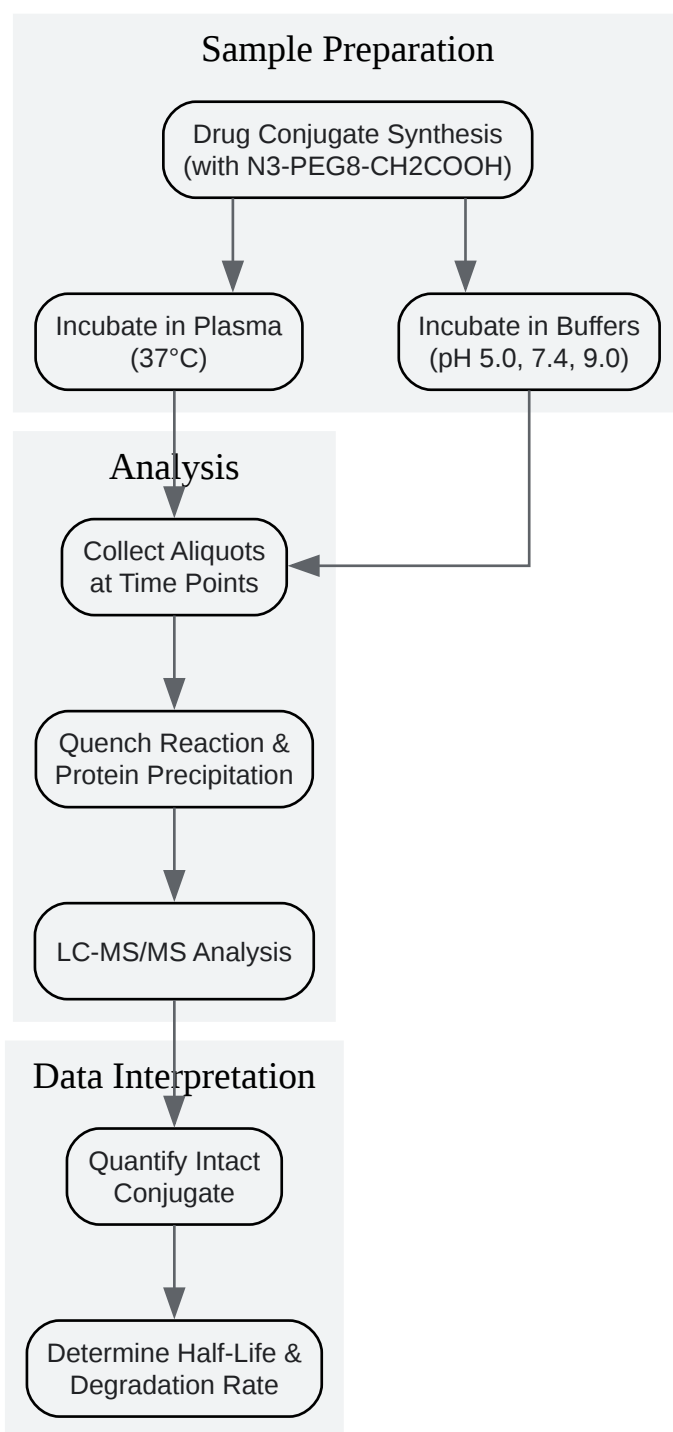 Sample Preparation
Drug Conjugate Synthesis
(with N3-PEG8-CH2COOH)
Incubate in Plasma
(37°C)
Incubate in Buffers
(pH 5.0, 7.4, 9.0)
Analysis
Collect Aliquots
at Time Points
Quench Reaction &
Protein Precipitation
LC-MS/MS Analysis
Data Interpretation
Quantify Intact
Conjugate
Determine Half-Life &
Degradation Rate